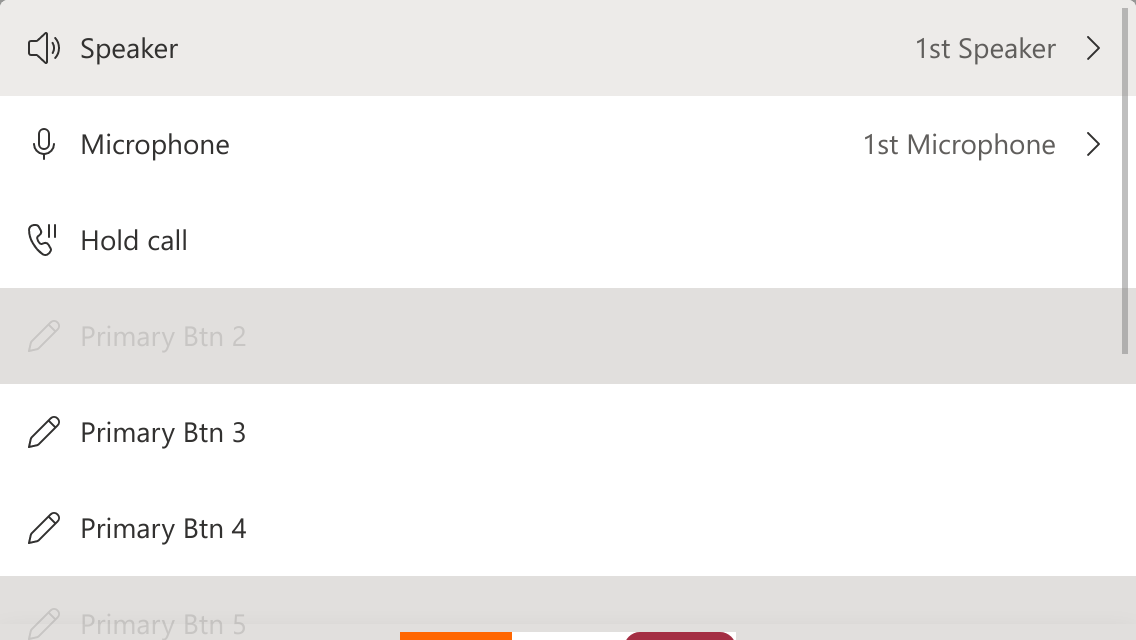 Speaker 1st Speaker
Microphone 1st Microphone
Hold call
Primary Btn 2
Primary Btn 3
Primary Btn 4
Primary Btn 5